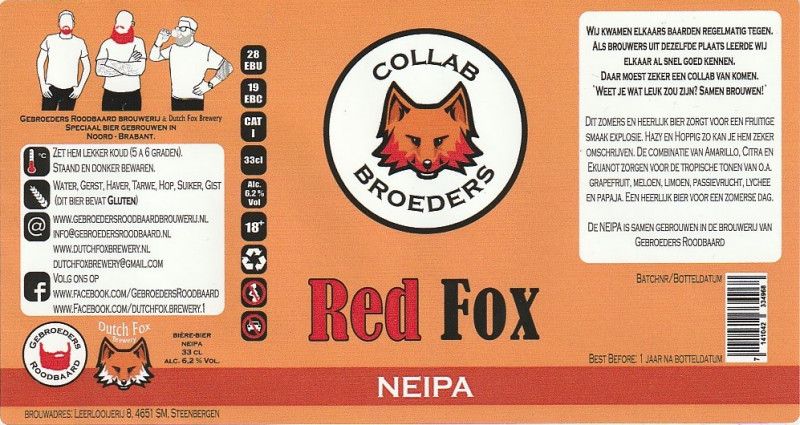 Gebroeders Roodbaard brouwerij & Dutch Fox Brewery
Speciaal bier gebrouwen in
Noord-Brabant.
°C
Zet hem lekker koud (5 a 6 graden).
Staand en donker bewaren.
Water, Gerst, Haver, Tarwe, Hop, Suiker, Gist
(dit bier bevat Gluten)
@
www.gebroedersroodbaardbrouwerij.nl
info@gebroedersroodbaard.nl
www.dutchfoxbrewery.nl
dutchfoxbrewery@gmail.com
f
Volg ons op
www.facebook.com/GebroedersRoodbaard
www.Facebook.com/dutchfox.brewery.1
Gebroeders
Roodbaard
Dutch Fox
Brewery
Bière-Bier
NEIPA
33 cl
Alc. 6,2 % Vol.
Brouwadres: Leerlooijerij 8, 4651 SM, Steenbergen
28
EBU
19
EBC
CAT
I
33cl
Alc.
6,2 %
Vol
18+
COLLAB
BROEDERS
Red Fox
NEIPA
Wij kwamen elkaars baarden regelmatig tegen.
Als brouwers uit dezelfde plaats leerde wij
elkaar al snel goed kennen.
Daar moest zeker een collab van komen.
'Weet je wat leuk zou zijn? Samen brouwen!'
Dit zomers en heerlijk bier zorgt voor een fruitige
smaak explosie. Hazy en Hoppig zo kan je hem zeker
omschrijven. De combinatie van Amarillo, Citra en
Ekuanot zorgen voor de tropische tonen van o.a.
grapefruit, meloen, limoen, passievrucht, lychee
en papaja. Een heerlijk bier voor een zomerse dag.
De NEIPA is samen gebrouwen in de brouwerij van
Gebroeders Roodbaard
Batchnr/Botteldatum
Best Before: 1 jaar na botteldatum
7 141042 334968